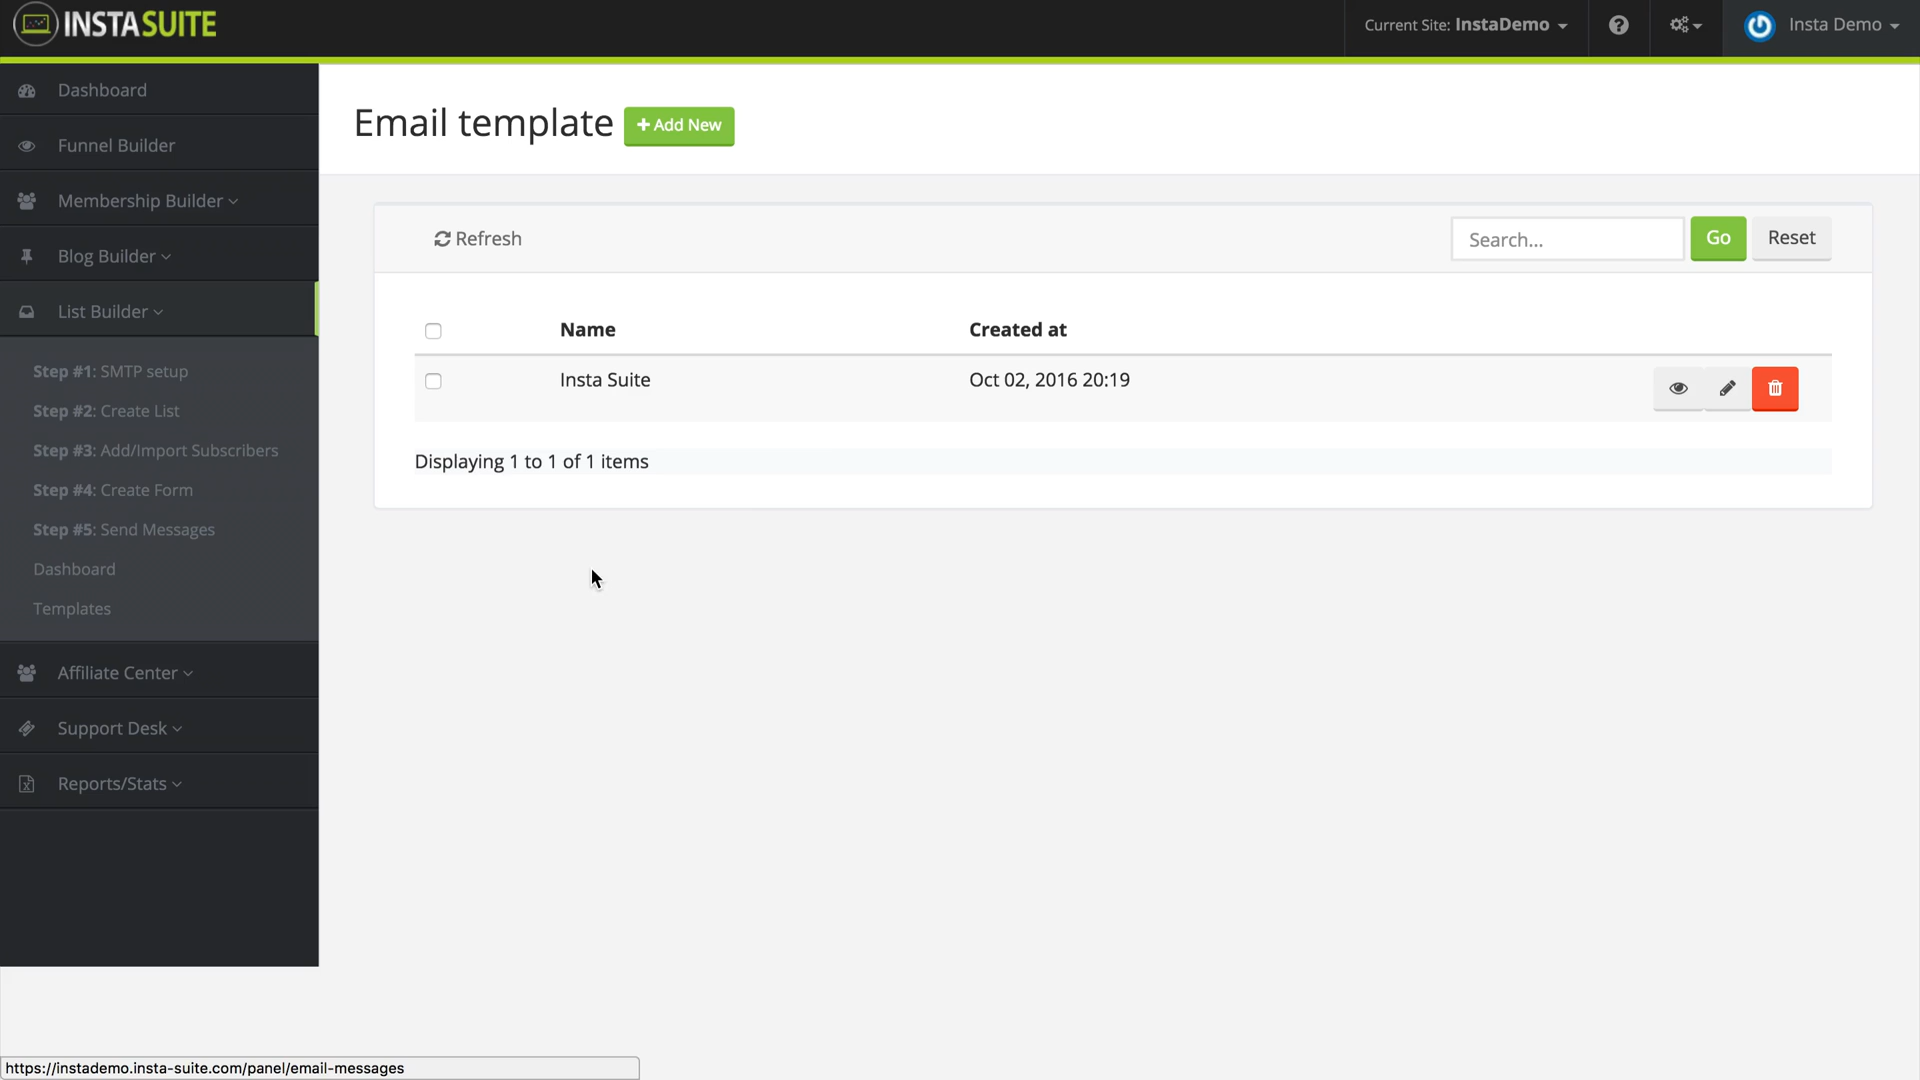 INSTASUITE
Current Site: InstaDemo
Insta Demo
Dashboard
Funnel Builder
Membership Builder
Blog Builder
List Builder
Step #1: SMTP setup
Step #2: Create List
Step #3: Add/Import Subscribers
Step #4: Create Form
Step #5: Send Messages
Dashboard
Templates
Affiliate Center
Support Desk
Reports/Stats
Email template
+ Add New
Refresh
Search...
Go
Reset
Name
Created at
Insta Suite
Oct 02, 2016 20:19
Displaying 1 to 1 of 1 items
https://instademo.insta-suite.com/panel/email-messages